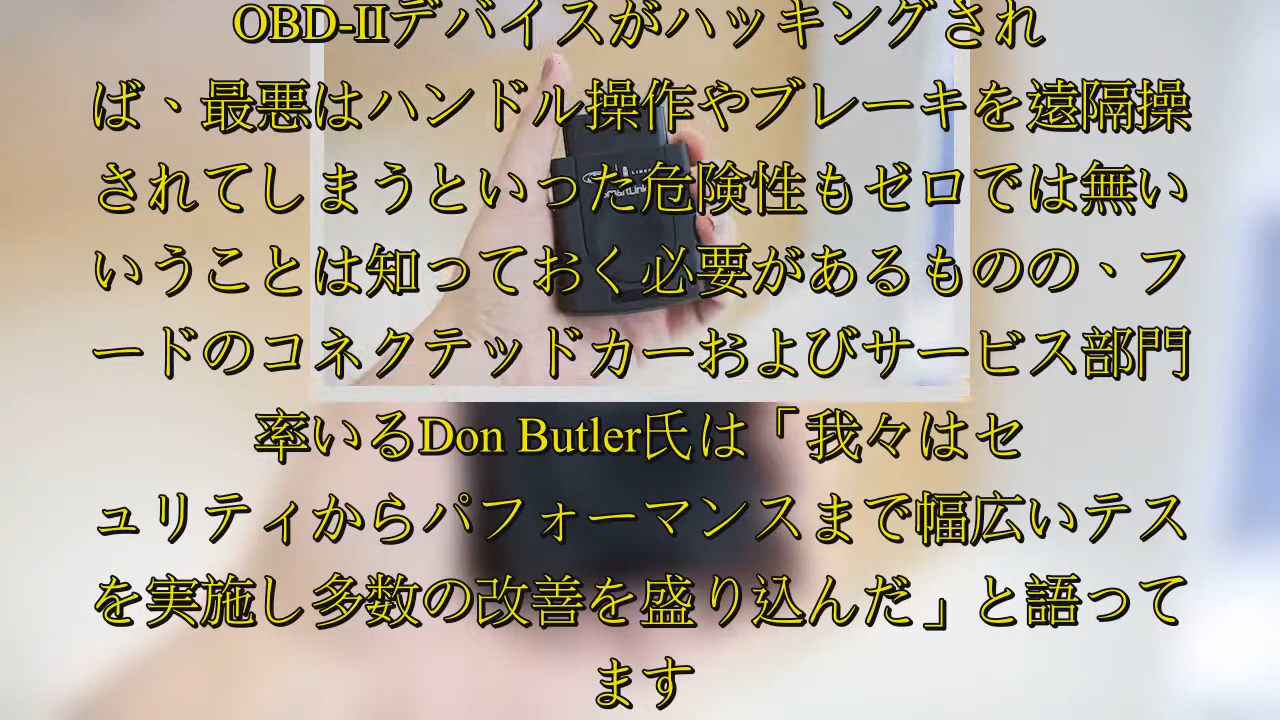 OBD-IIデバイスがハッキングされ
ば、最悪はハンドル操作やブレーキを遠隔操
されてしまうといった危険性もゼロでは無い
いうことは知っておく必要があるものの、フ
ードのコネクテッドカーおよびサービス部門
率いるDon Butler氏は「我々はセ
ュリティからパフォーマンスまで幅広いテス
を実施し多数の改善を盛り込んだ」と語って
ます
SmartLink